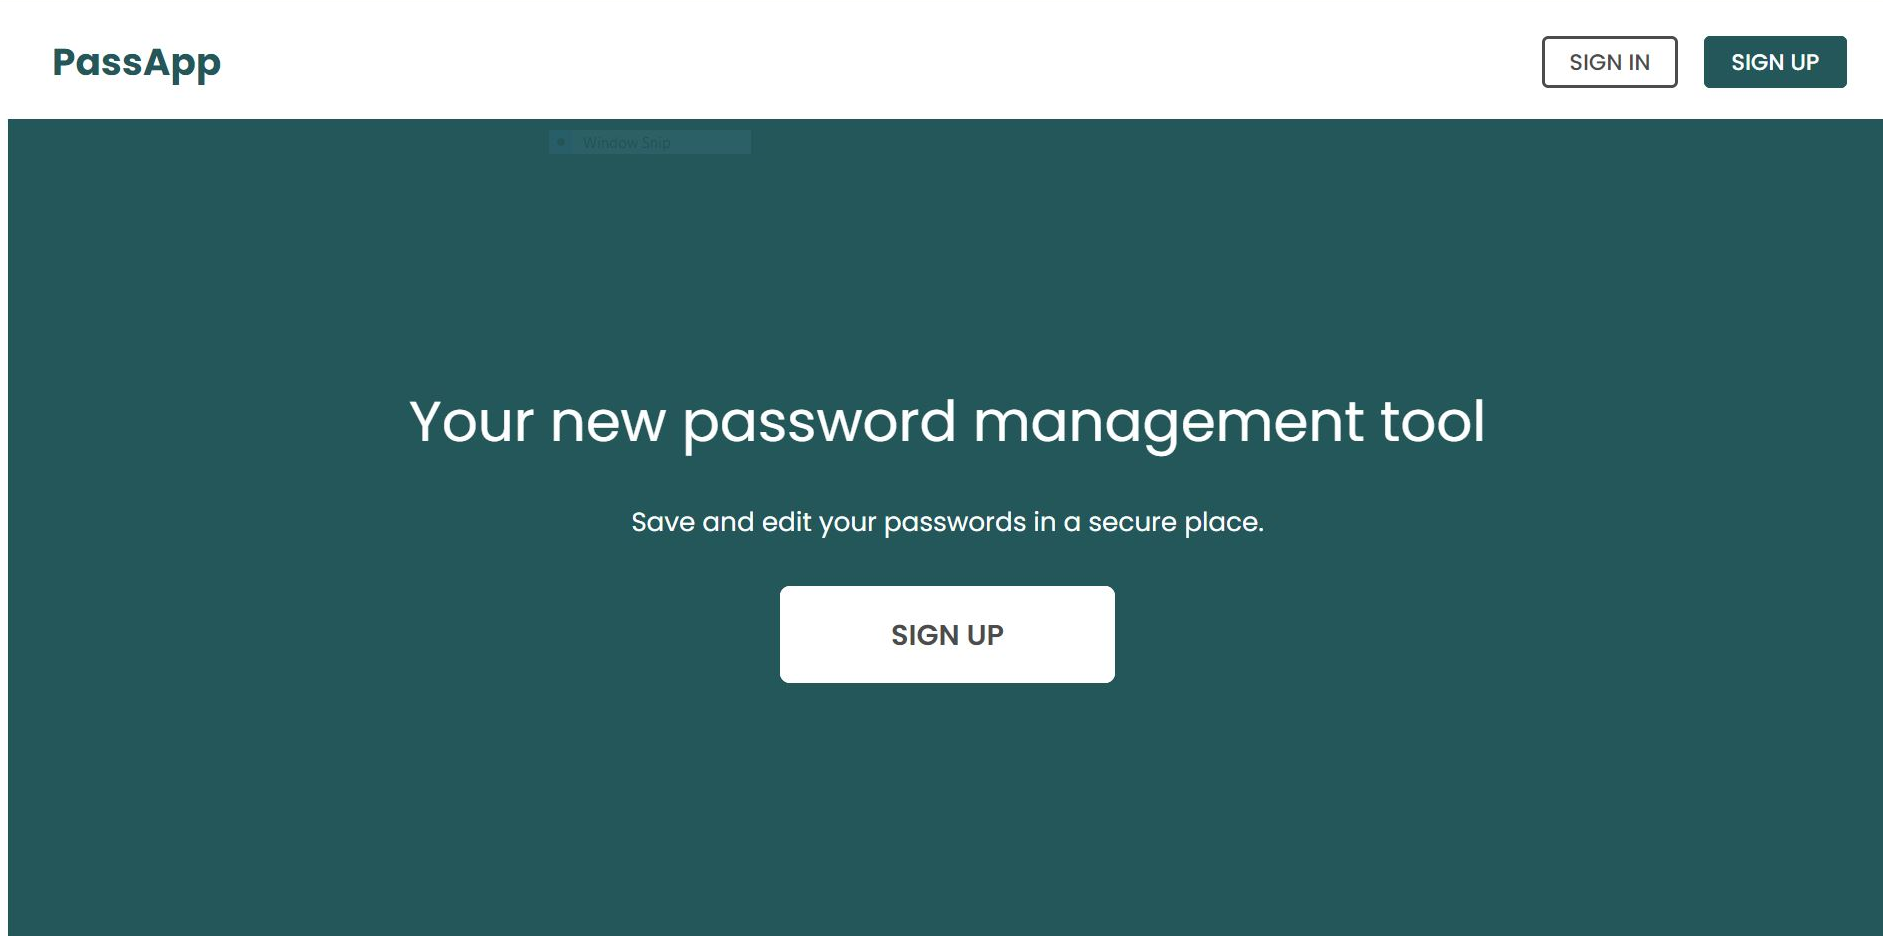 PassApp
SIGN IN
SIGN UP
Window Snip
Your new password management tool
Save and edit your passwords in a secure place.
SIGN UP